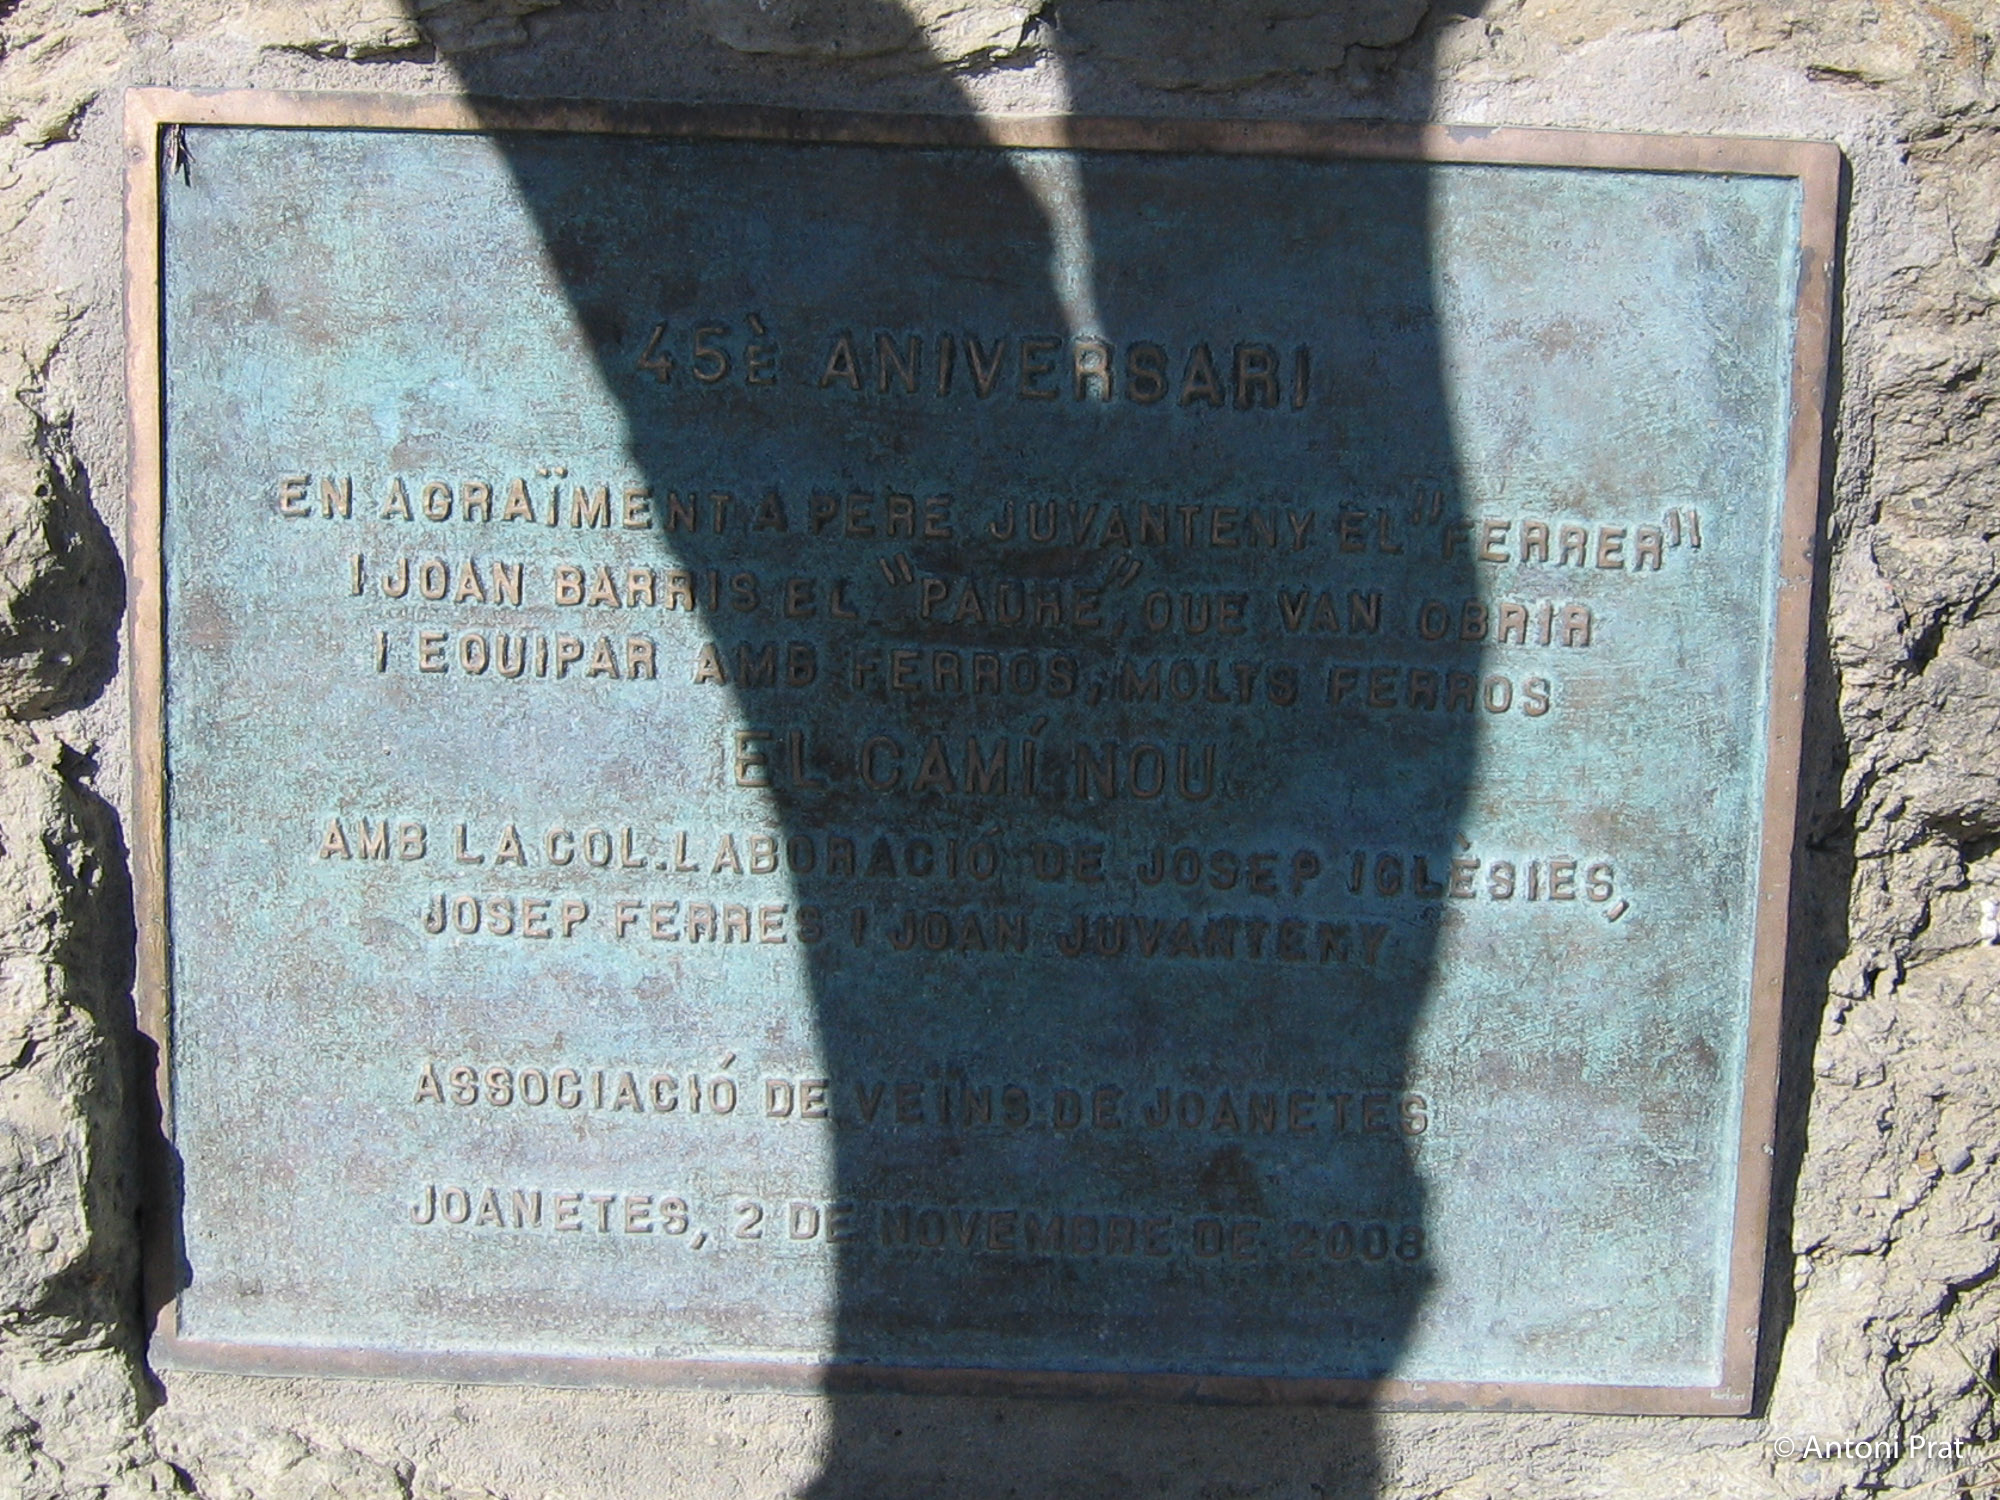 45È ANIVERSARI
EN AGRAÏMENT A PERE JUVANTENY EL "FERRER"
I JOAN BARRIS EL "PADRE", QUE VAN OBRIR
I EQUIPAR AMB FERROS, MOLTS FERROS
EL CAMÍ NOU
AMB LA COL.LABORACIÓ DE JOSEP IGLÈSIES,
JOSEP FERRES I JOAN JUVANTENY
ASSOCIACIÓ DE VEINS DE JOANETES
JOANETES, 2 DE NOVEMBRE DE 2008
© Antoni Prat